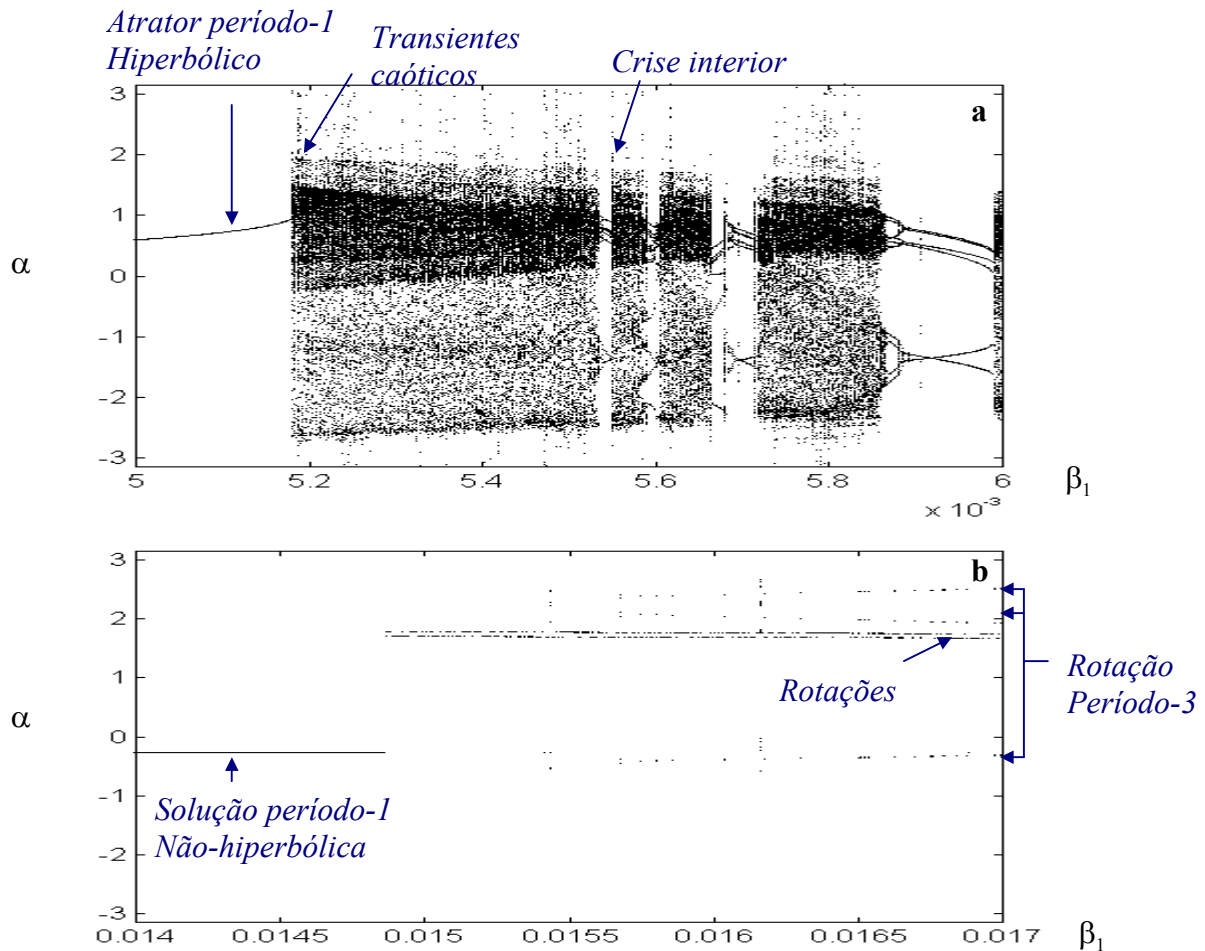 Atrator período-1
Hiperbólico
Transientes
caóticos
Crise interior
a
3
2
1
0
-1
-2
-3
α
5
5.2
5.4
5.6
5.8
6
x 10⁻³
β₁
b
3
2
1
0
-1
-2
-3
α
Rotações
Rotação
Período-3
Solução período-1
Não-hiperbólica
0.014
0.0145
0.015
0.0155
0.016
0.0165
0.017
β₁